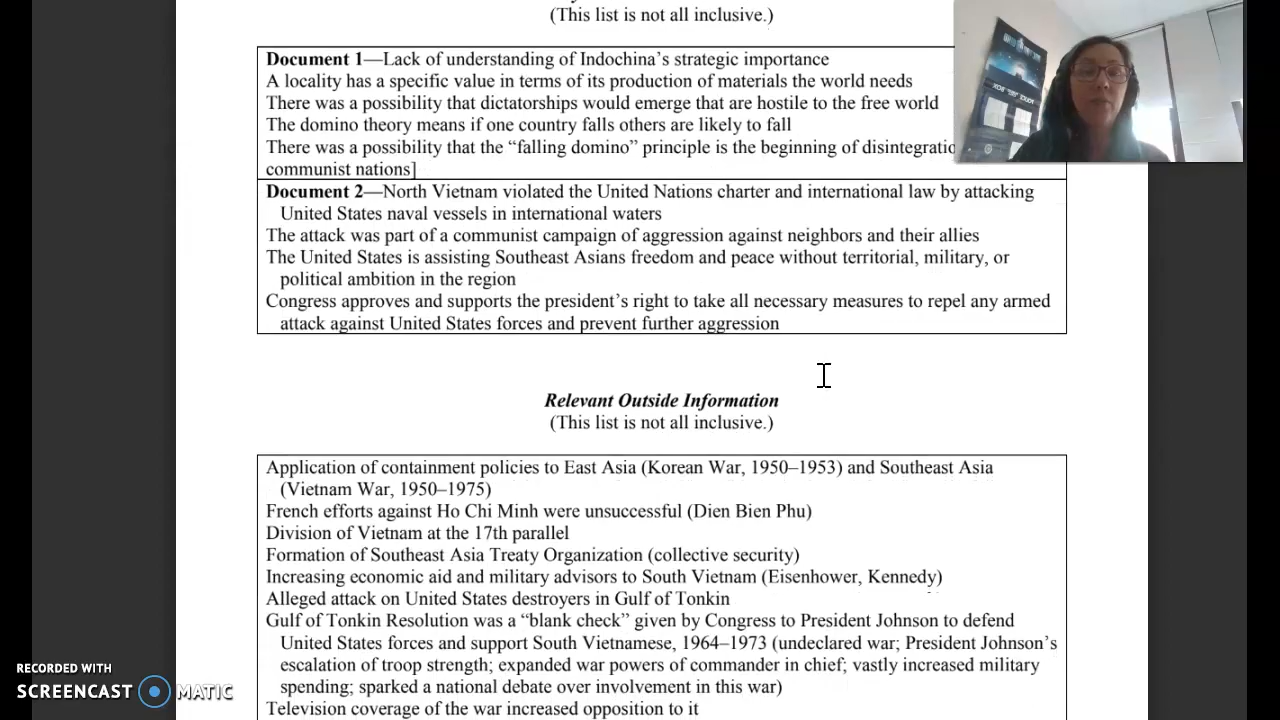 (This list is not all inclusive.)
Document 1—Lack of understanding of Indochina's strategic importance
A locality has a specific value in terms of its production of materials the world needs
There was a possibility that dictatorships would emerge that are hostile to the free world
The domino theory means if one country falls others are likely to fall
There was a possibility that the "falling domino" principle is the beginning of
communist nations]
Document 2—North Vietnam violated the United Nations charter and international law by attacking
United States naval vessels in international waters
The attack was part of a communist campaign of aggression against neighbors and their allies
The United States is assisting Southeast Asians freedom and peace without territorial, military, or
political ambition in the region
Congress approves and supports the president's right to take all necessary measures to repel any armed
attack against United States forces and prevent further aggression
Relevant Outside Information
(This list is not all inclusive.)
Application of containment policies to East Asia (Korean War, 1950–1953) and Southeast Asia
(Vietnam War, 1950–1975)
French efforts against Ho Chi Minh were unsuccessful (Dien Bien Phu)
Division of Vietnam at the 17th parallel
Formation of Southeast Asia Treaty Organization (collective security)
Increasing economic aid and military advisors to South Vietnam (Eisenhower, Kennedy)
Alleged attack on United States destroyers in Gulf of Tonkin
Gulf of Tonkin Resolution was a "blank check" given by Congress to President Johnson to defend
United States forces and support South Vietnamese, 1964–1973 (undeclared war; President Johnson's
escalation of troop strength; expanded war powers of commander in chief; vastly increased military
spending; sparked a national debate over involvement in this war)
Television coverage of the war increased opposition to it
RECORDED WITH
SCREENCAST MATIC